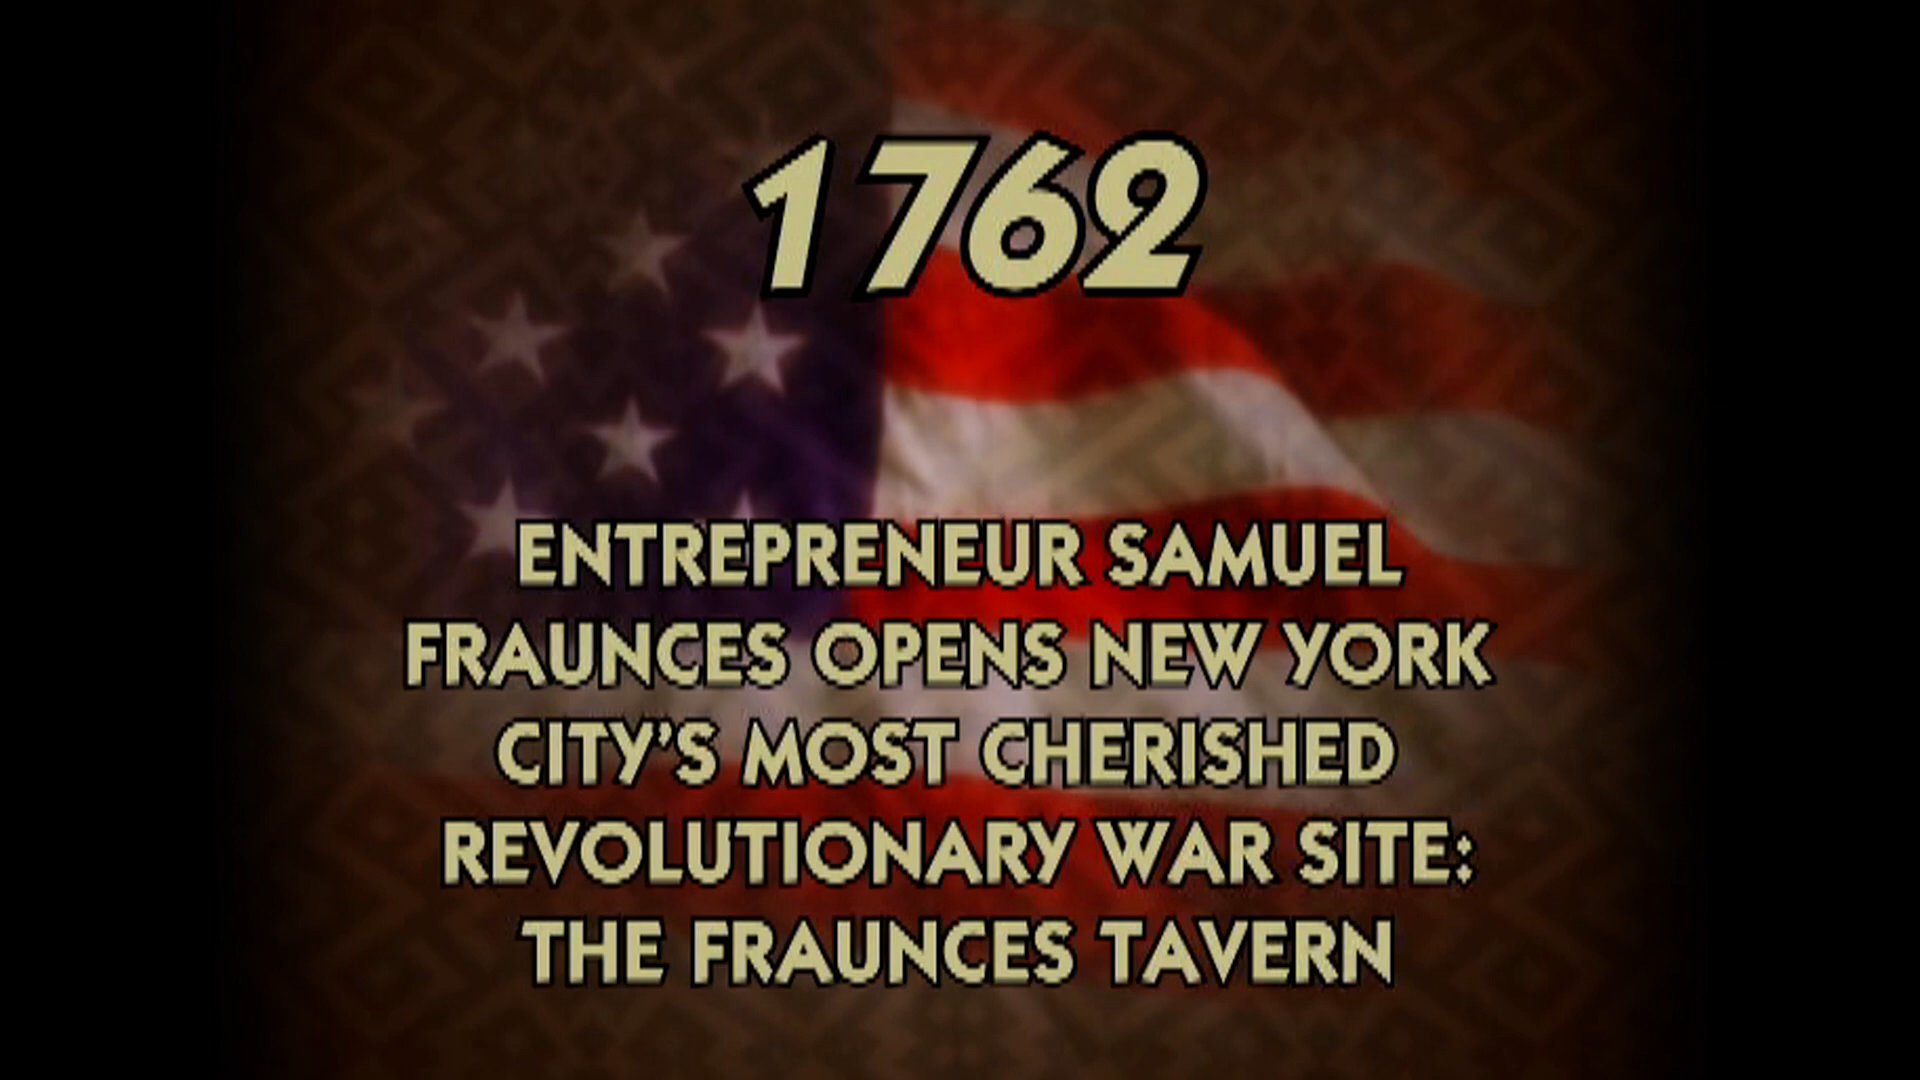 1762
ENTREPRENEUR SAMUEL
FRAUNCES OPENS NEW YORK
CITY’S MOST CHERISHED
REVOLUTIONARY WAR SITE:
THE FRAUNCES TAVERN